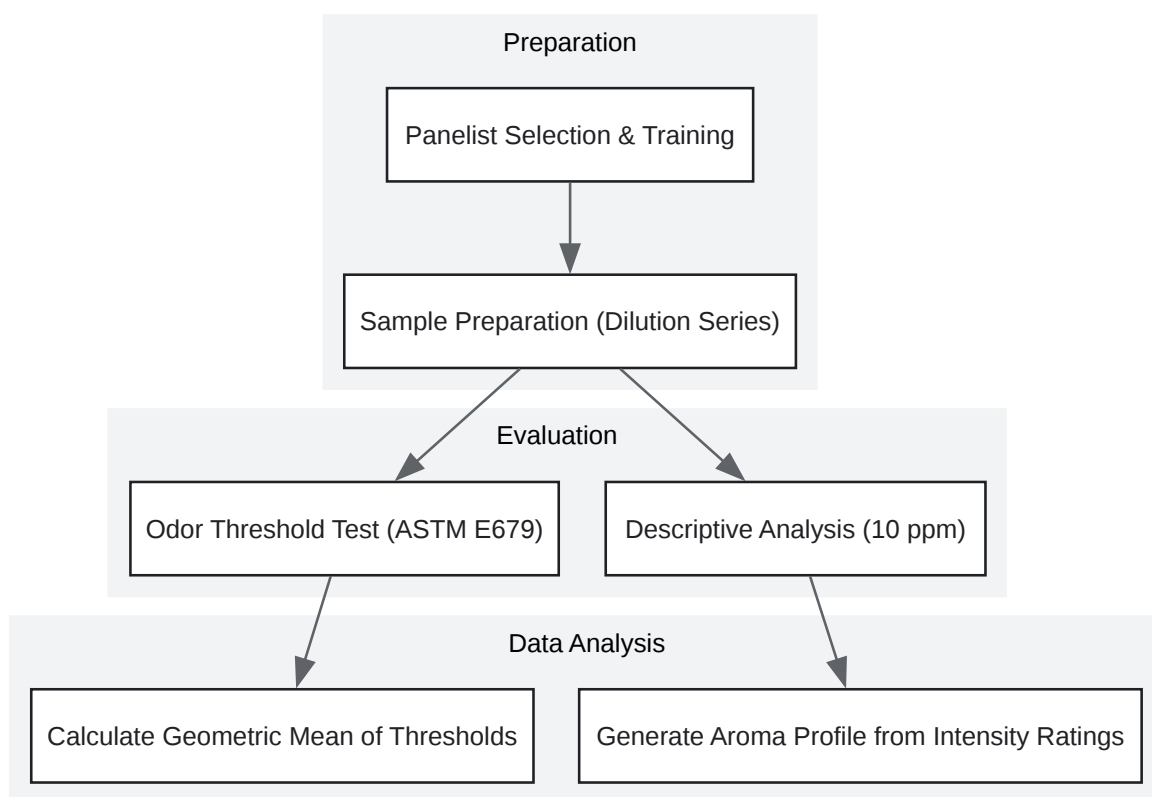 Preparation
Panelist Selection & Training
Sample Preparation (Dilution Series)
Evaluation
Odor Threshold Test (ASTM E679)
Descriptive Analysis (10 ppm)
Data Analysis
Calculate Geometric Mean of Thresholds
Generate Aroma Profile from Intensity Ratings